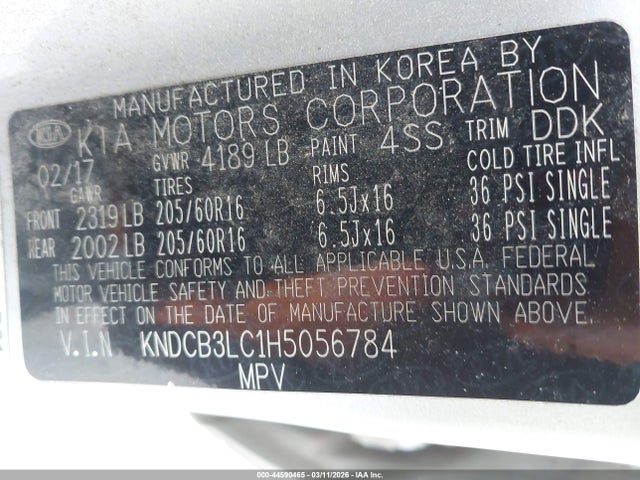 MANUFACTURED IN KOREA BY
KIA KIA MOTORS CORPORATION
02/17 GVWR 4189 LB PAINT 4SS TRIM DDK
GAWR TIRES RIMS COLD TIRE INFL
FRONT 2319 LB 205/60R16 6.5Jx16 36 PSI SINGLE
REAR 2002 LB 205/60R16 6.5Jx16 36 PSI SINGLE
THIS VEHICLE CONFORMS TO ALL APPLICABLE U.S.A. FEDERAL
MOTOR VEHICLE SAFETY AND THEFT PREVENTION STANDARDS
IN EFFECT ON THE DATE OF MANUFACTURE SHOWN ABOVE.
V.I.N KNDCB3LC1H5056784
MPV
000-44590465 - 03/11/2026 - IAA Inc.